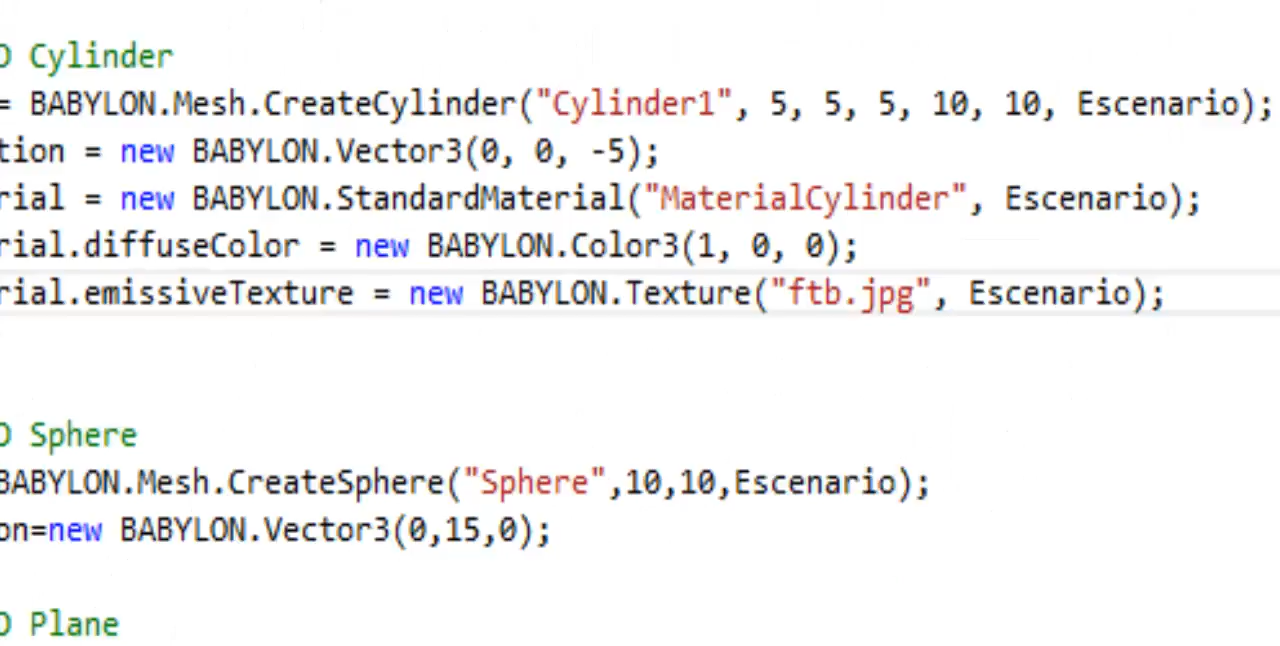 D Cylinder
= BABYLON.Mesh.CreateCylinder("Cylinder1", 5, 5, 5, 10, 10, Escenario);
tion = new BABYLON.Vector3(0, 0, -5);
rial = new BABYLON.StandardMaterial("MaterialCylinder", Escenario);
rial.diffuseColor = new BABYLON.Color3(1, 0, 0);
rial.emissiveTexture = new BABYLON.Texture("ftb.jpg", Escenario);
D Sphere
BABYLON.Mesh.CreateSphere("Sphere",10,10,Escenario);
on=new BABYLON.Vector3(0,15,0);
D Plane